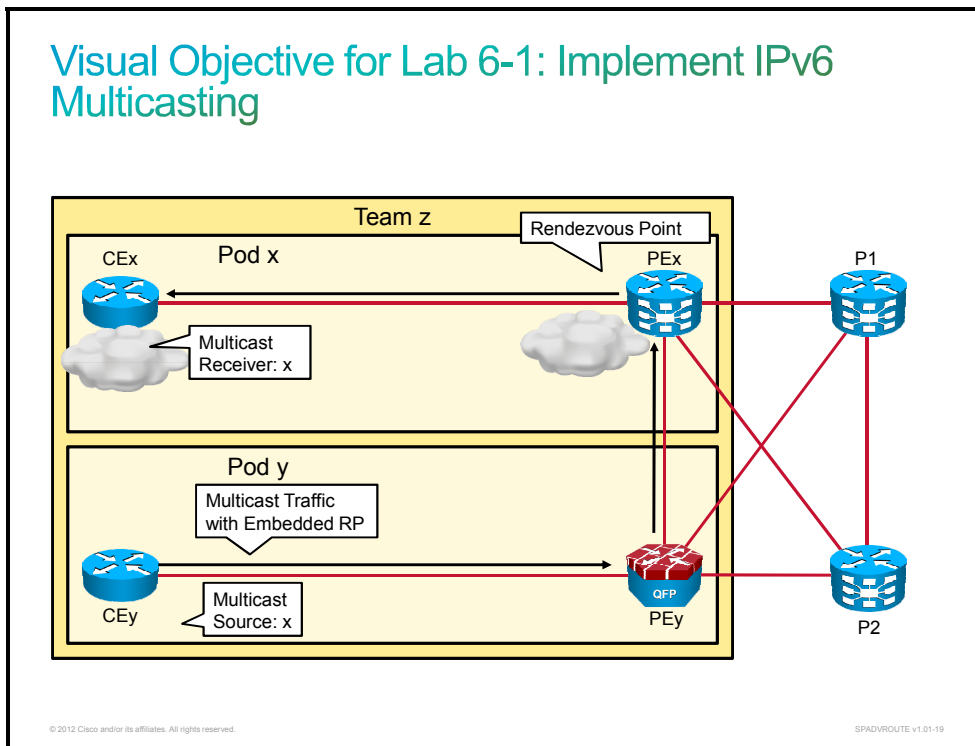 Visual Objective for Lab 6-1: Implement IPv6
Multicasting
Team z
Pod x
Rendezvous Point
CEx
PEx
P1
Multicast
Receiver: x
Pod y
Multicast Traffic
with Embedded RP
CEy
Multicast
Source: x
QFP
PEy
P2
© 2012 Cisco and/or its affiliates. All rights reserved.
SPADVROUTE v1.01-19